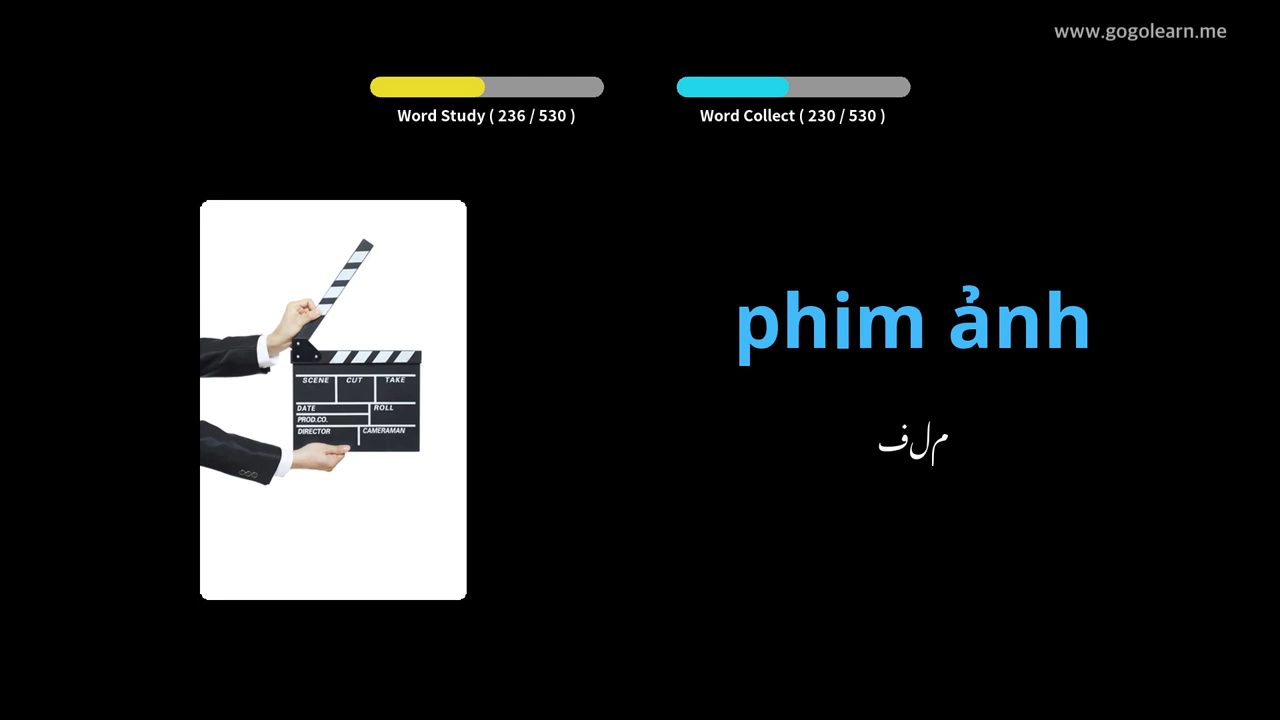 www.gogolearn.me
Word Study ( 236 / 530 )
Word Collect ( 230 / 530 )
SCENE CUT TAKE
DATE ROLL
PROD.CO.
DIRECTOR CAMERAMAN
phim ảnh
فلم